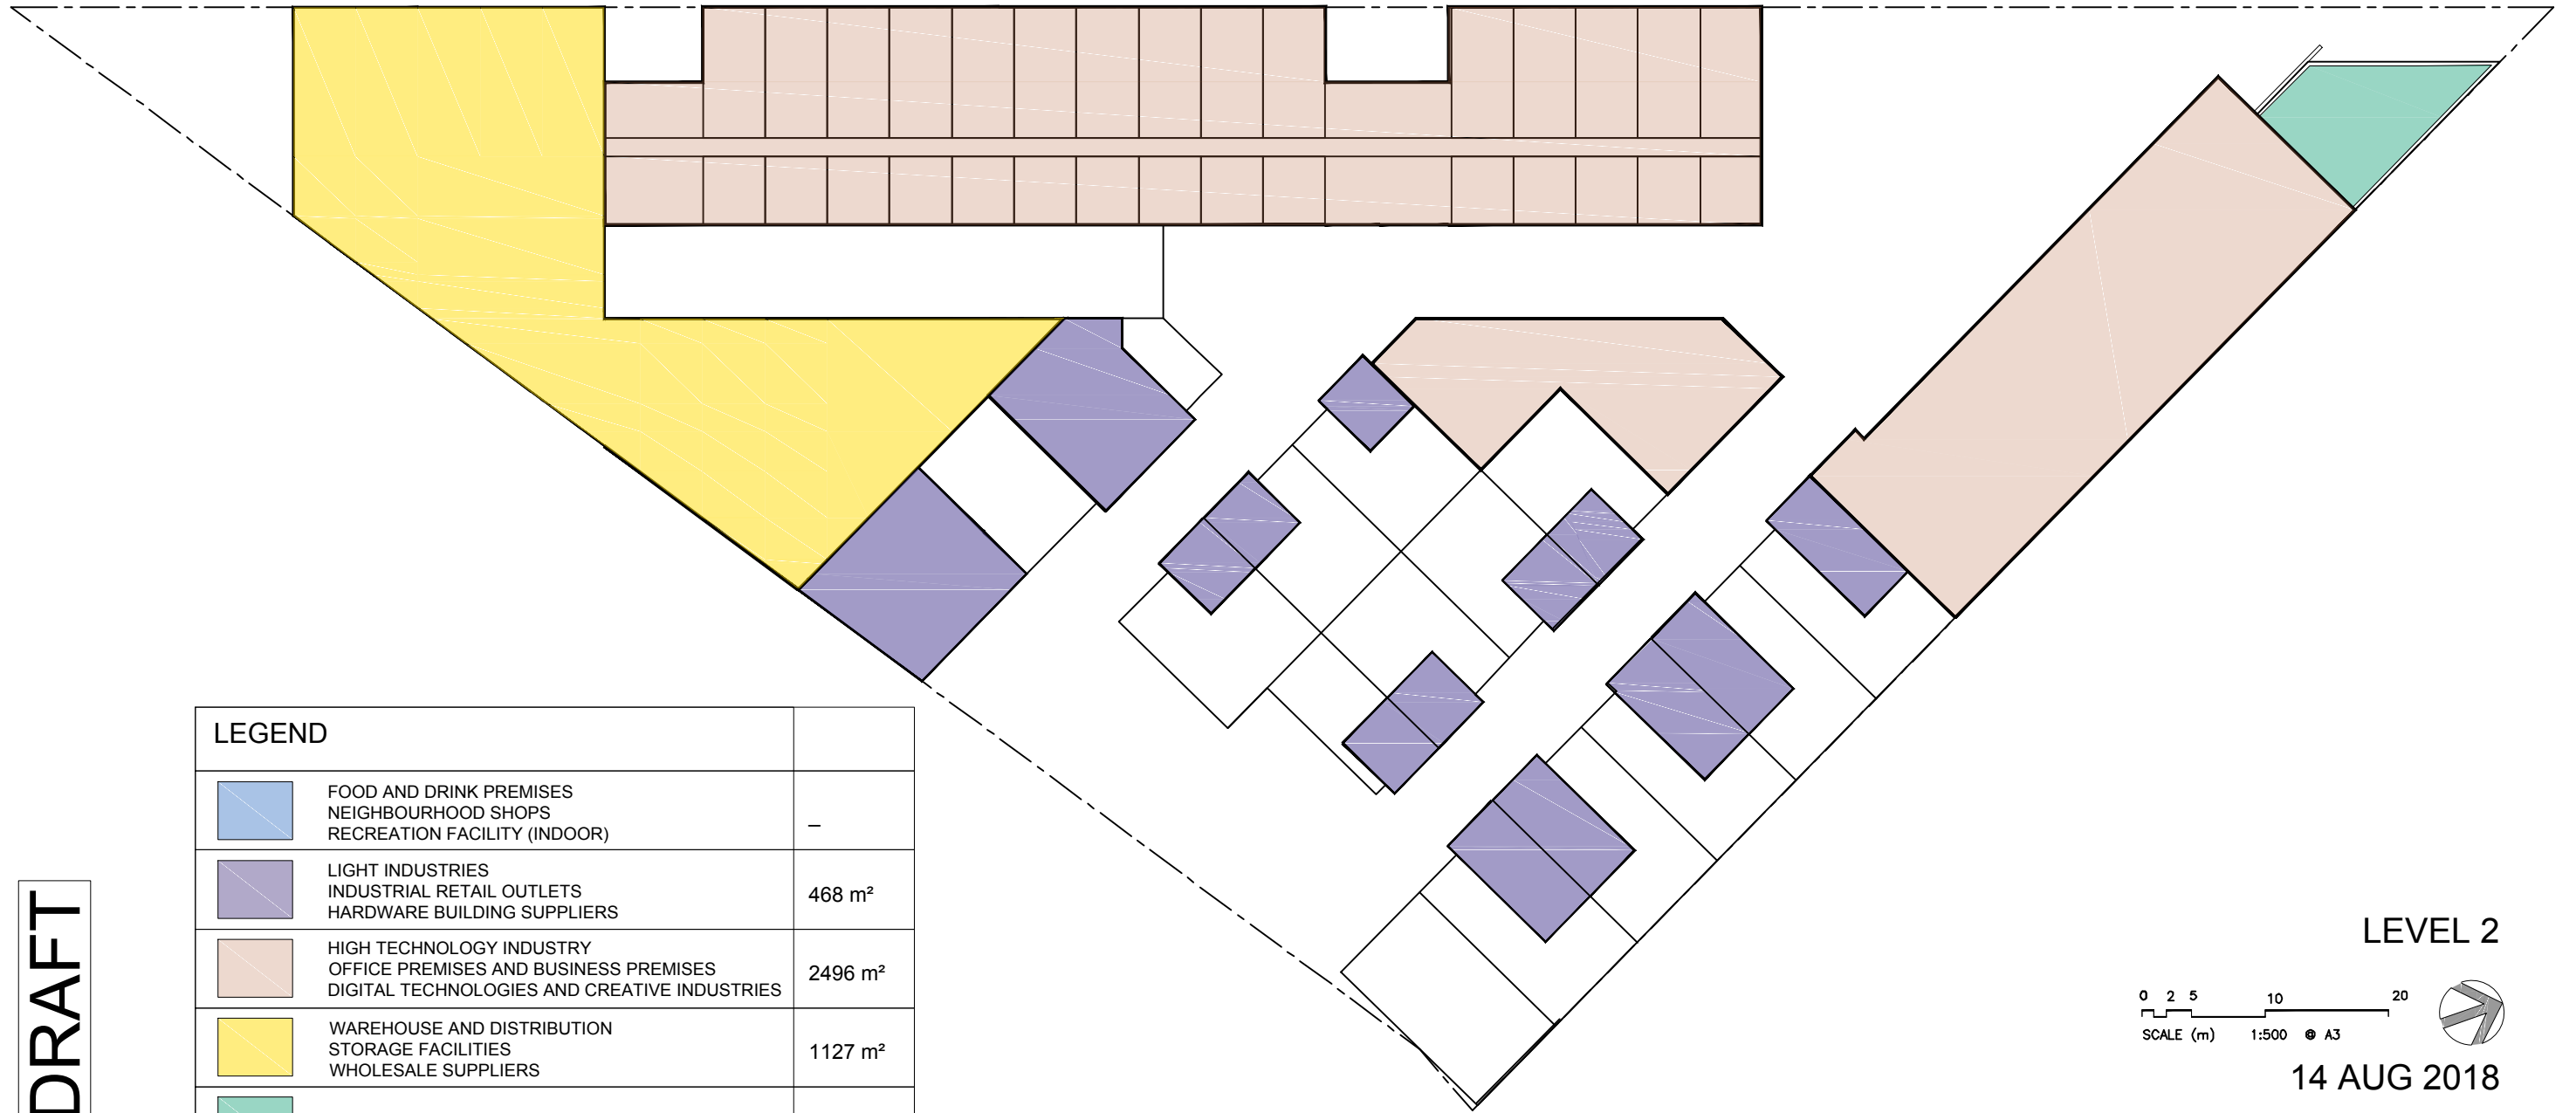 LEGEND
FOOD AND DRINK PREMISES
NEIGHBOURHOOD SHOPS
RECREATION FACILITY (INDOOR)
–
LIGHT INDUSTRIES
INDUSTRIAL RETAIL OUTLETS
HARDWARE BUILDING SUPPLIERS
468 m²
HIGH TECHNOLOGY INDUSTRY
OFFICE PREMISES AND BUSINESS PREMISES
DIGITAL TECHNOLOGIES AND CREATIVE INDUSTRIES
2496 m²
WAREHOUSE AND DISTRIBUTION
STORAGE FACILITIES
WHOLESALE SUPPLIERS
1127 m²
DRAFT
LEVEL 2
0 2 5 10 20
SCALE (m) 1:500 @ A3
14 AUG 2018